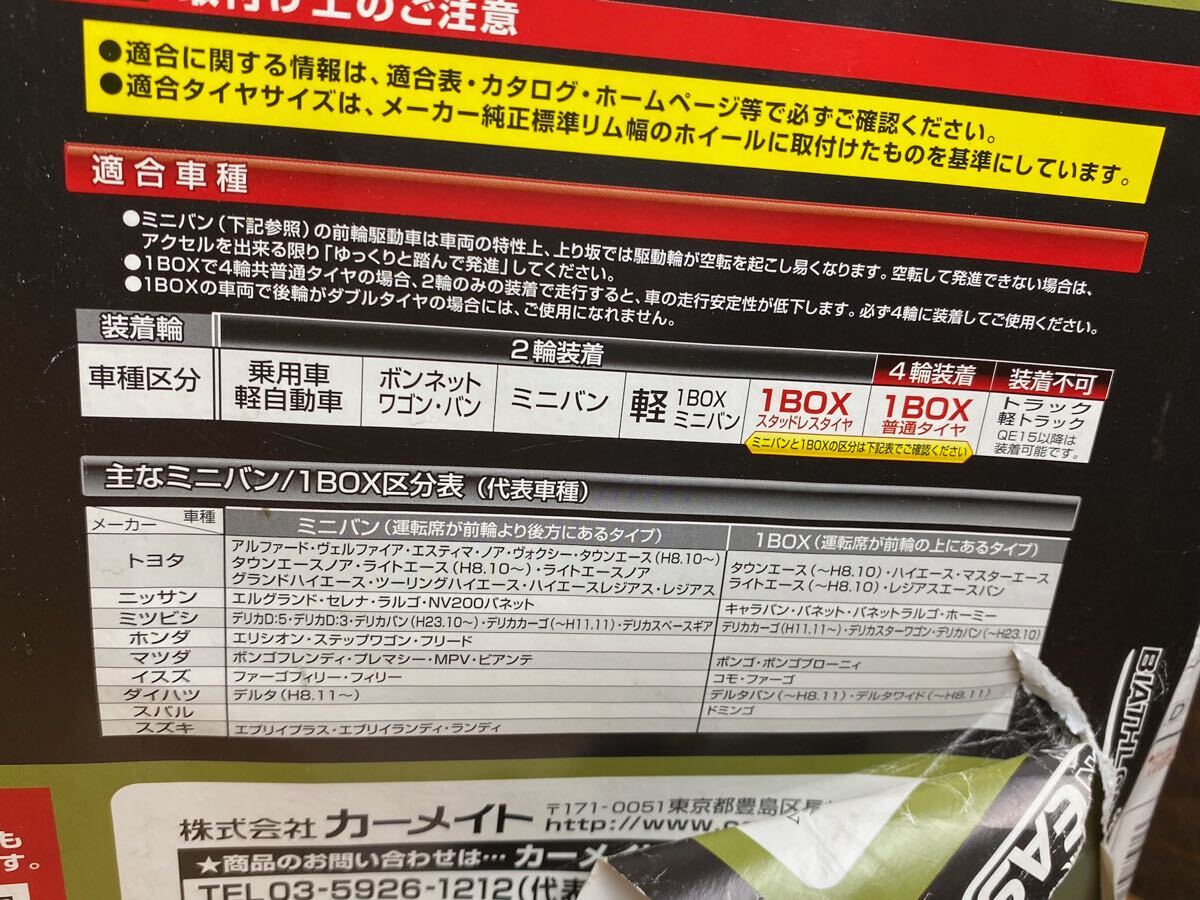 取付け上のご注意
●適合に関する情報は、適合表・カタログ・ホームページ等で必ずご確認ください。
●適合タイヤサイズは、メーカー純正標準リム幅のホイールに取付けたものを基準にしています。
適合車種
●ミニバン(下記参照)の前輪駆動車は車両の特性上、上り坂では駆動輪が空転を起こし易くなります。空転して発進できない場合は、
アクセルを出来る限り「ゆっくりと踏んで発進」してください。
●1BOXで4輪共普通タイヤの場合、2輪のみの装着で走行すると、車の走行安定性が低下します。必ず4輪に装着してご使用ください。
●1BOXの車両で後輪がダブルタイヤの場合には、ご使用になれません。
装着輪 2輪装着 4輪装着 装着不可
車種区分
乗用車
軽自動車
ボンネット
ワゴン・バン
ミニバン
軽 1BOX
ミニバン
1BOX
スタッドレスタイヤ
1BOX
普通タイヤ
トラック
軽トラック
QE15以降は
装着可能です。
ミニバンと1BOXの区分は下記表でご確認ください
主なミニバン/1BOX区分表(代表車種)
メーカー 車種 ミニバン(運転席が前輪より後方にあるタイプ) 1BOX(運転席が前輪の上にあるタイプ)
トヨタ
アルファード・ヴェルファイア・エスティマ・ノア・ヴォクシー・タウンエース(H8.10～)
タウンエースノア・ライトエース(H8.10～)・ライトエースノア
グランドハイエース・ツーリングハイエース・ハイエースレジアス・レジアス
タウンエース(～H8.10)・ハイエース・マスターエース
ライトエース(～H8.10)・レジアスエースバン
ニッサン エルグランド・セレナ・ラルゴ・NV200バネット キャラバン・バネット・バネットラルゴ・ホーミー
ミツビシ デリカD:5・デリカD:3・デリカバン(H23.10～)・デリカカーゴ(～H11.11)・デリカスペースギア デリカカーゴ(H11.11～)・デリカスターワゴン・デリカバン(～H23.10)
ホンダ エリシオン・ステップワゴン・フリード
マツダ ボンゴフレンディ・プレマシー・MPV・ビアンテ ボンゴ・ボンゴブローニィ
イスズ ファーゴフィリー・フィリー コモ・ファーゴ
ダイハツ デルタ(H8.11～) デルタバン(～H8.11)・デルタワイド(～H8.11)
スバル ドミンゴ
スズキ エブリイプラス・エブリイランディ・ランディ
株式会社 カーメイト 〒171-0051東京都豊島区長
http://www.
★商品のお問い合わせは… カーメイ
TEL03-5926-1212(代表
も
す。
BIATHLO
EAS